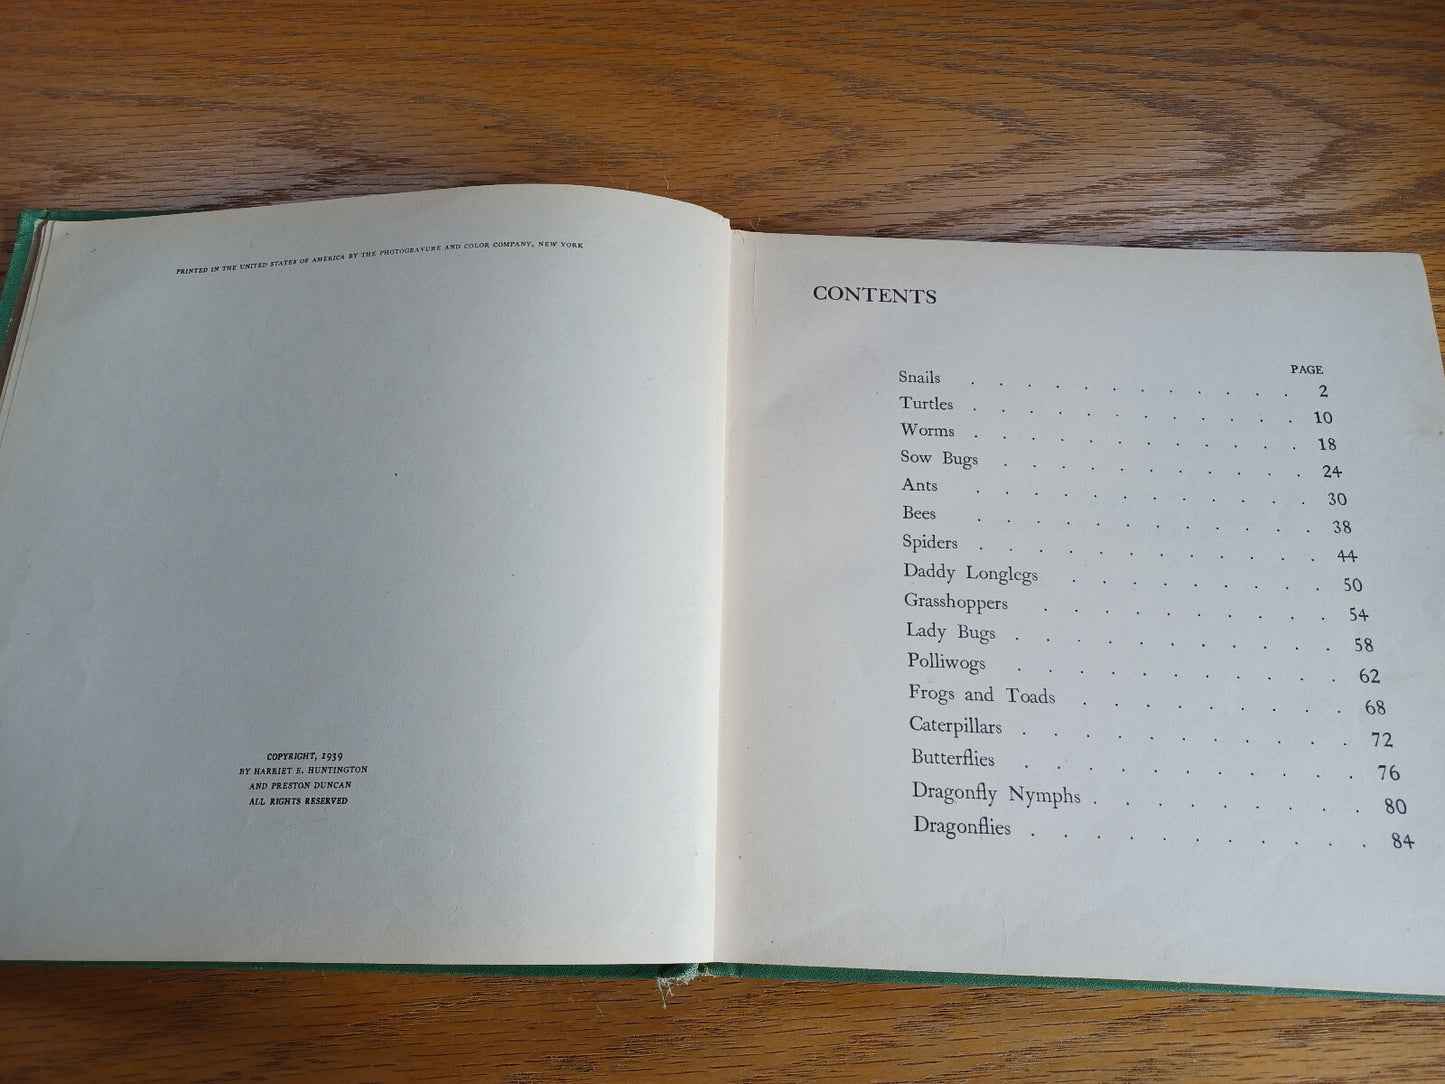 PRINTED IN THE UNITED STATES OF AMERICA BY THE PHOTOGRAVURE AND COLOR COMPANY, NEW YORK
COPYRIGHT, 1939
BY HARRIET E. HUNTINGTON
AND PRESTON DUNCAN
ALL RIGHTS RESERVED
CONTENTS
PAGE
Snails . . . . . . . . . . . . 2
Turtles . . . . . . . . . . . . 10
Worms . . . . . . . . . . . . 18
Sow Bugs . . . . . . . . . . . 24
Ants . . . . . . . . . . . . 30
Bees . . . . . . . . . . . . 38
Spiders . . . . . . . . . . . . 44
Daddy Longlegs . . . . . . . . . 50
Grasshoppers . . . . . . . . . . 54
Lady Bugs . . . . . . . . . . . 58
Polliwogs . . . . . . . . . . . 62
Frogs and Toads . . . . . . . . . 68
Caterpillars . . . . . . . . . . . 72
Butterflies . . . . . . . . . . . 76
Dragonfly Nymphs . . . . . . . . . 80
Dragonflies . . . . . . . . . . . 84